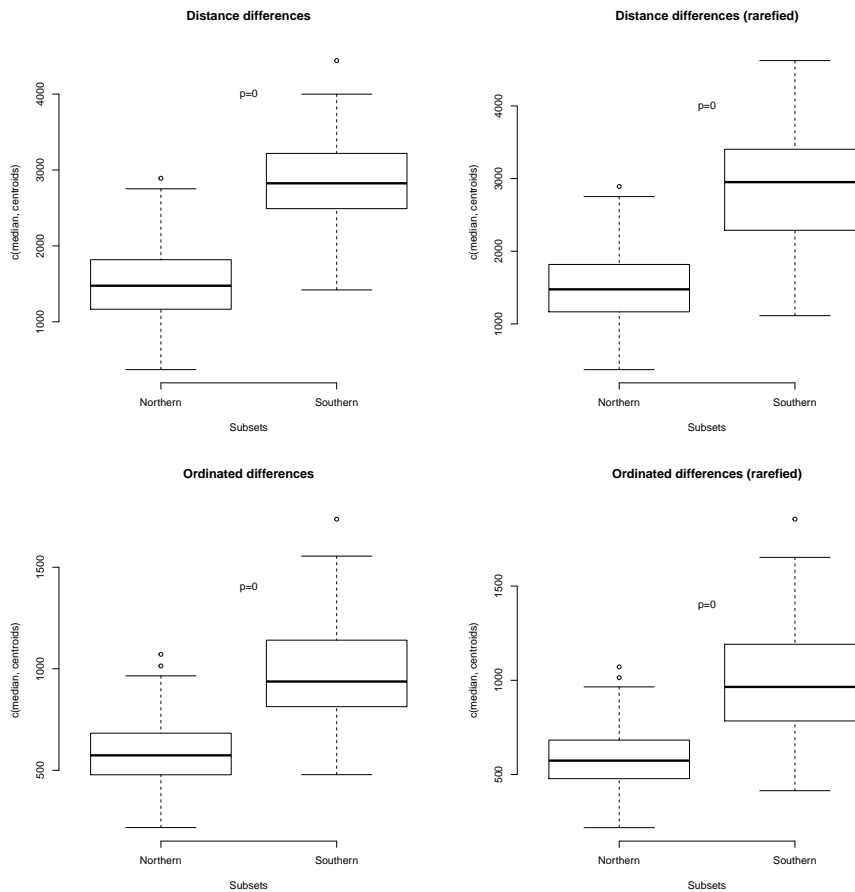 Distance differences
c(median, centroids)
4000
3000
2000
1000
p=0
Northern
Southern
Subsets
Distance differences (rarefied)
c(median, centroids)
4000
3000
2000
1000
p=0
Northern
Southern
Subsets
Ordinated differences
c(median, centroids)
1500
1000
500
p=0
Northern
Southern
Subsets
Ordinated differences (rarefied)
c(median, centroids)
1500
1000
500
p=0
Northern
Southern
Subsets